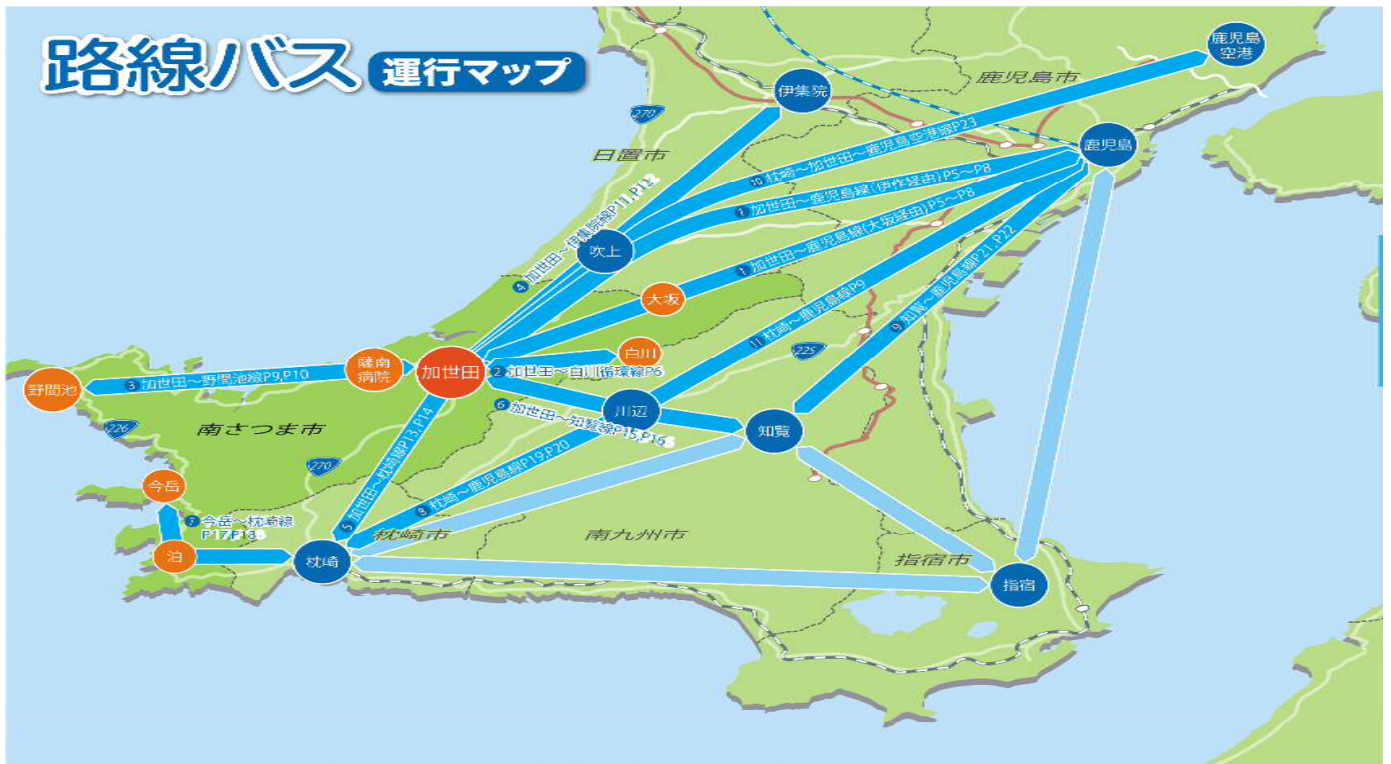 路線バス 運行マップ
鹿児島
空港
鹿児島市
伊集院
270
日置市
鹿児島
10 枕崎～加世田～鹿児島空港線P23
1 加世田～鹿児島線(伊作経由)P5～P8
4 加世田～伊集院線P11,P12
吹上
1 加世田～鹿児島線(大坂経由)P5～P8
9 知覧～鹿児島線P21,P22
大坂
11 枕崎～鹿児島線P9
225
白川
薩南
病院
加世田
2 加世田～白川循環線P6
野間池
3 加世田～野間池線P9,P10
6 加世田～知覧線P15,P16
川辺
知覧
226
南さつま市
270
5 加世田～枕崎線P13,P14
8 枕崎～鹿児島線P19,P20
今岳
7 今岳～枕崎線
P17,P18
泊
枕崎
枕崎市
南九州市
指宿市
指宿